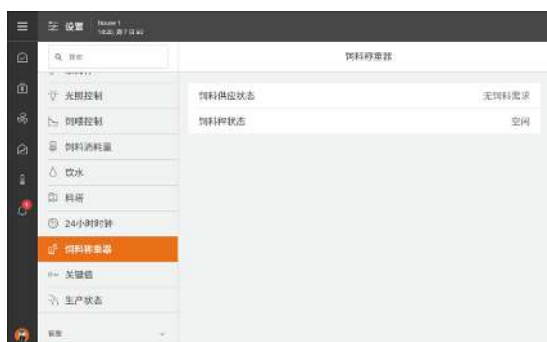 设置
House 1
搜索
饲料称重器
光照控制
饲料供应状态
无饲料需求
饲喂控制
饲料秤状态
空闲
饲料消耗量
饮水
料塔
24小时时钟
饲料称重器
关键值
生产状态